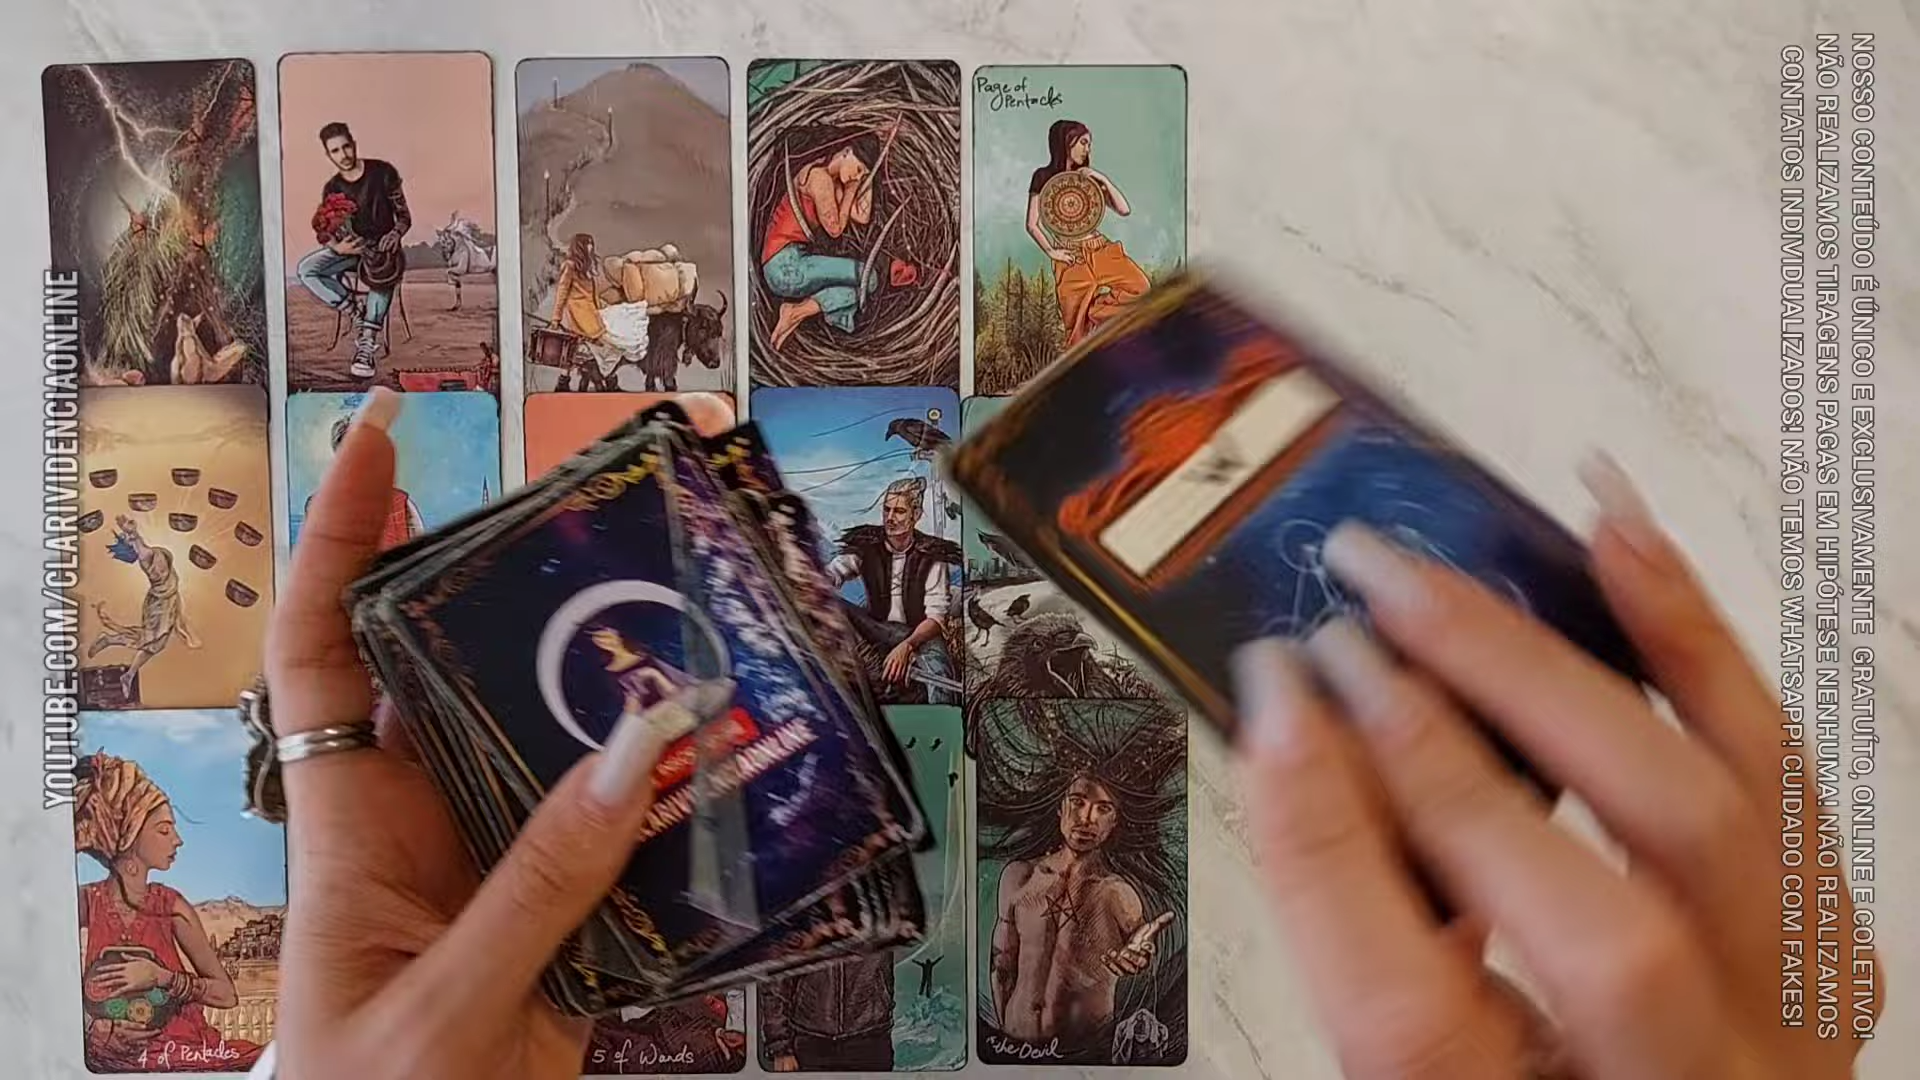 YOUTUBE.COM/CLARIVIDENCIAONLINE
Page of
Pentacles
4 of Pentacles
5 of Wands
the Devil
NOSSO CONTEÚDO É ÚNICO E EXCLUSIVAMENTE GRATUÍTO, ONLINE E COLETIVO!
NÃO REALIZAMOS TIRAGENS PAGAS EM HIPÓTESE NENHUMA! NÃO REALIZAMOS
CONTATOS INDIVIDUALIZADOS! NÃO TEMOS WHATSAPP! CUIDADO COM FAKES!